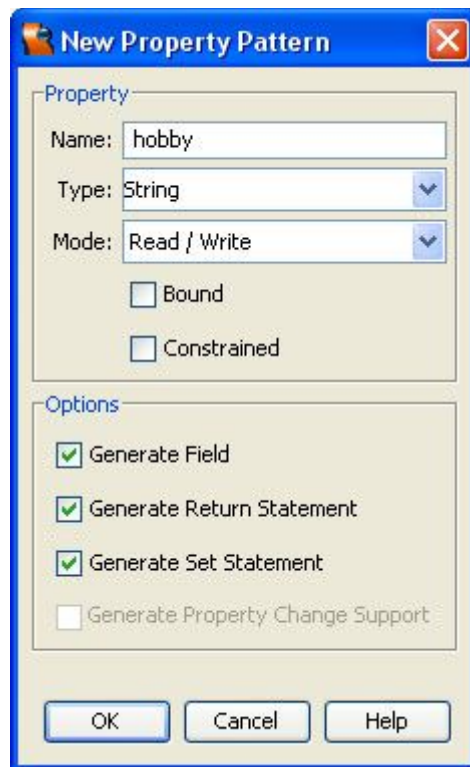 New Property Pattern
Property
Name: hobby
Type: String
Mode: Read / Write
Bound
Constrained
Options
Generate Field
Generate Return Statement
Generate Set Statement
Generate Property Change Support
OK Cancel Help